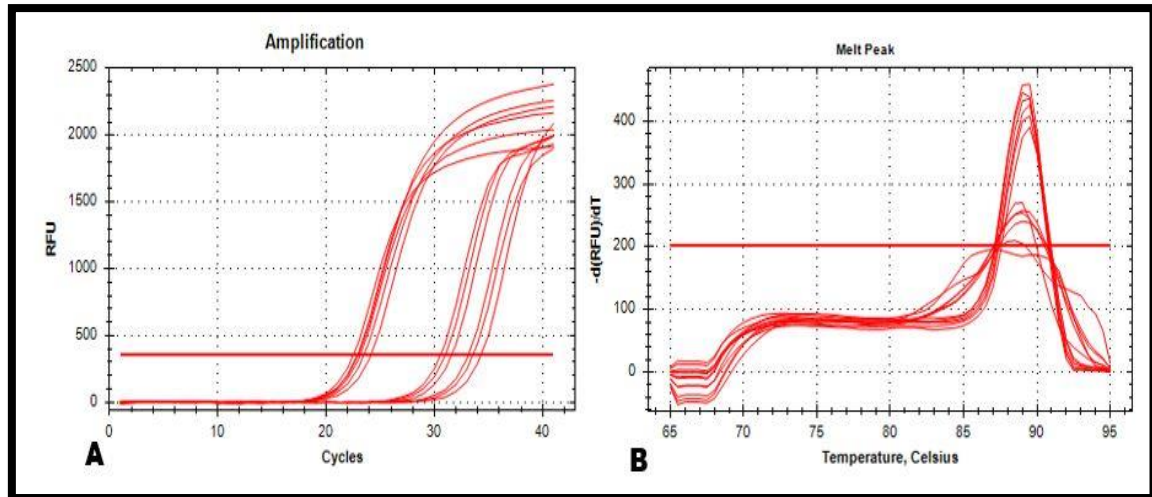 Amplification
2500
2000
1500
1000
500
0
RFU
0 10 20 30 40
Cycles
A
Melt Peak
400
300
200
100
0
-d(RFU)/dT
65 70 75 80 85 90 95
Temperature, Celsius
B